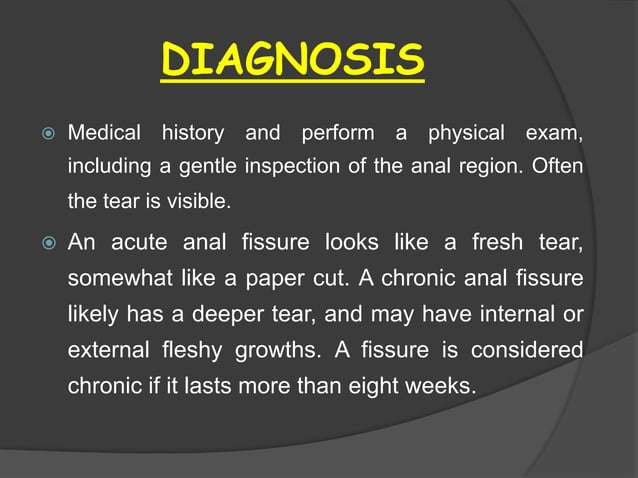 DIAGNOSIS
Medical history and perform a physical exam,
including a gentle inspection of the anal region. Often
the tear is visible.
An acute anal fissure looks like a fresh tear,
somewhat like a paper cut. A chronic anal fissure
likely has a deeper tear, and may have internal or
external fleshy growths. A fissure is considered
chronic if it lasts more than eight weeks.